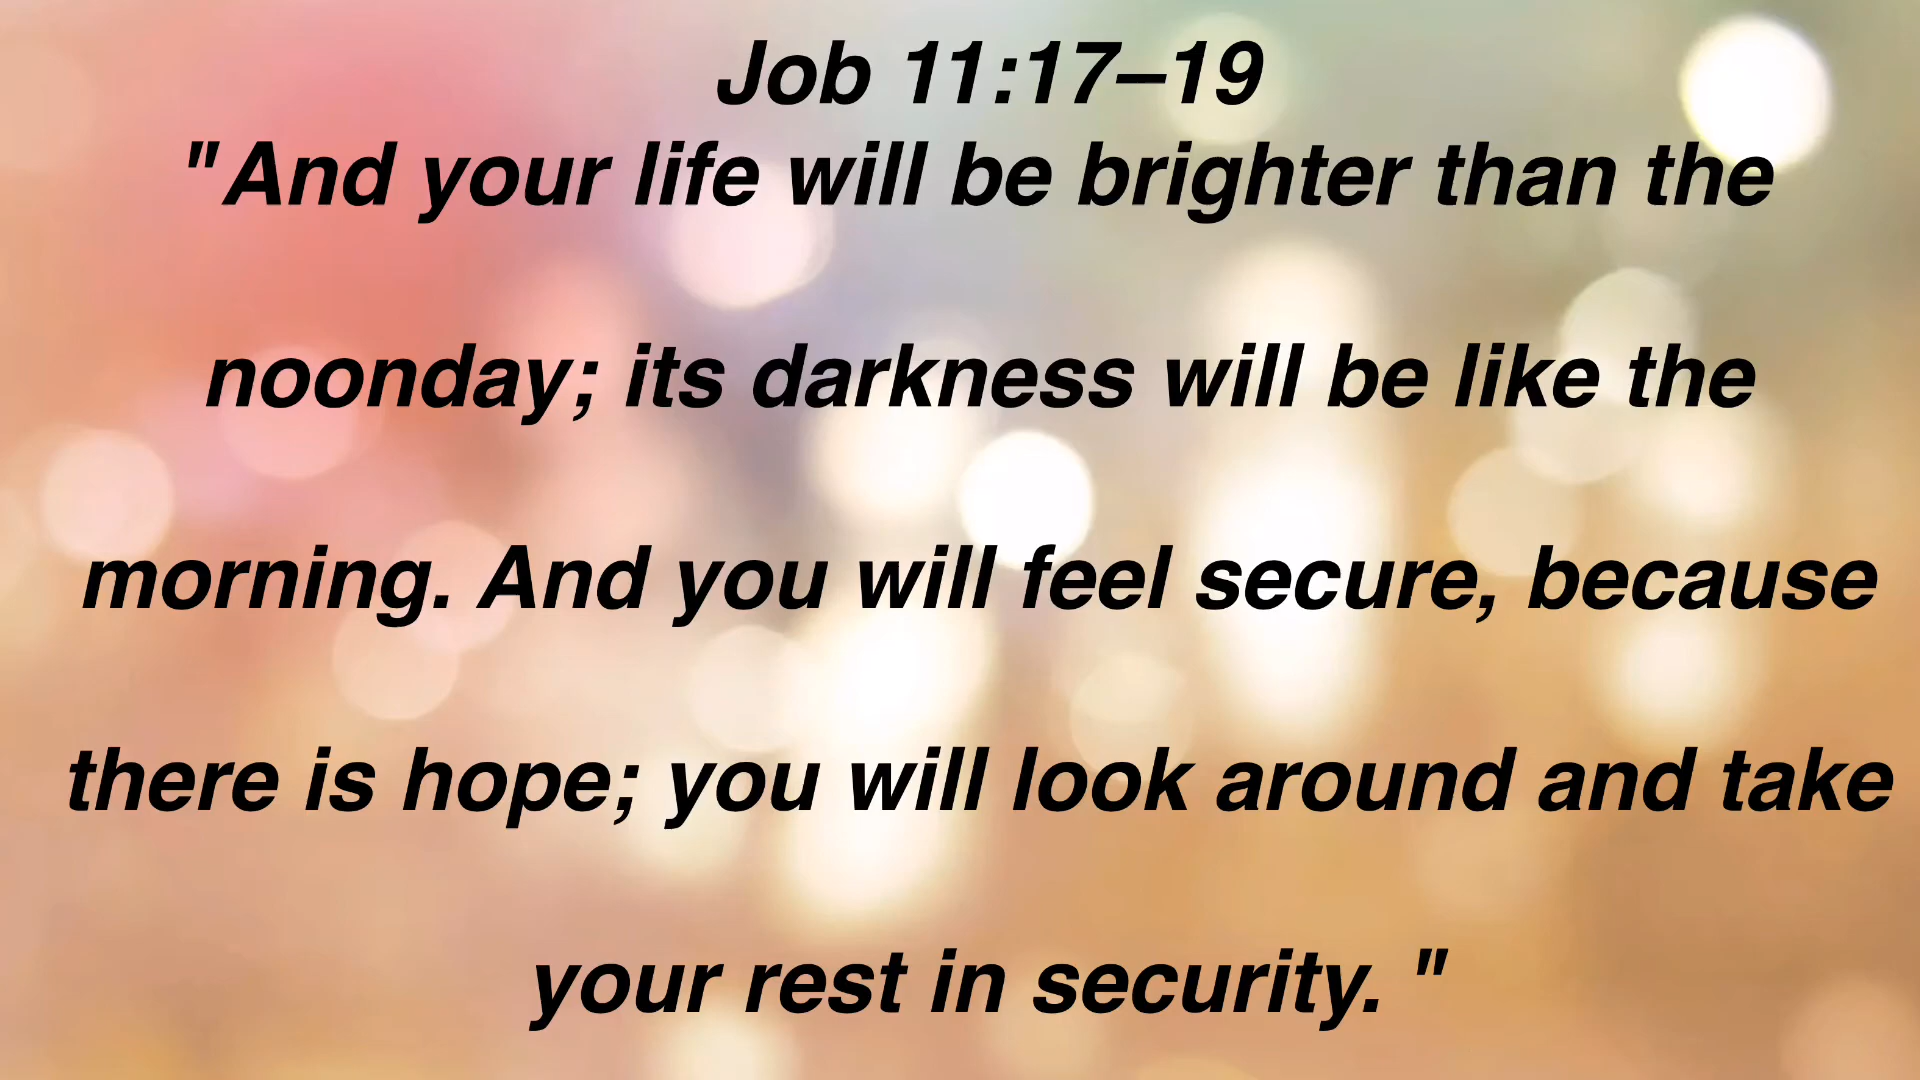 Job 11:17–19
"And your life will be brighter than the
noonday; its darkness will be like the
morning. And you will feel secure, because
there is hope; you will look around and take
your rest in security. "